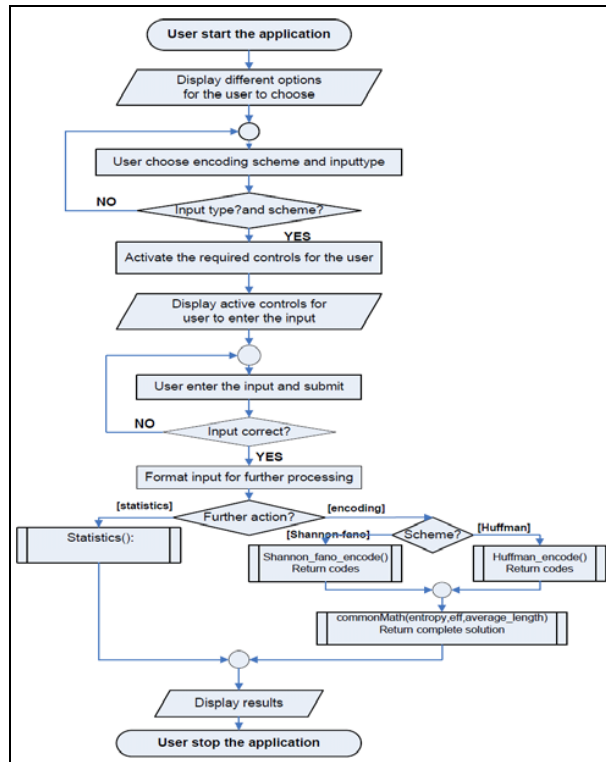 User start the application
Display different options
for the user to choose
User choose encoding scheme and inputtype
NO
Input type?and scheme?
YES
Activate the required controls for the user
Display active controls for
user to enter the input
User enter the input and submit
NO
Input correct?
YES
Format input for further processing
[statistics]
Further action?
[encoding]
Statistics():
[Shannon-fano]
Scheme?
[Huffman]
Shannon_fano_encode()
Return codes
Huffman_encode()
Return codes
commonMath(entropy,eff,average_length)
Return complete solution
Display results
User stop the application